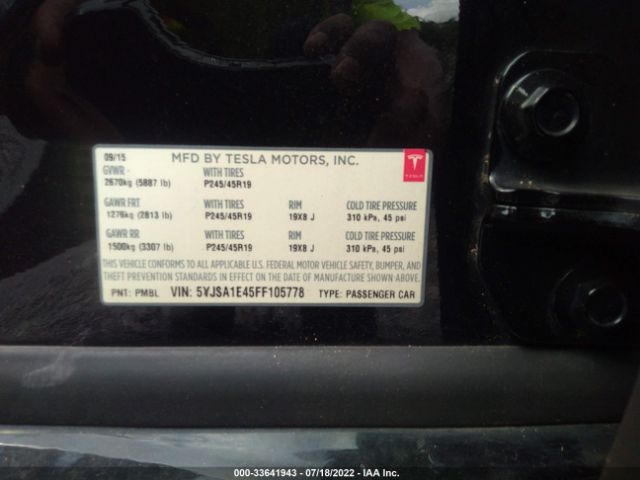 09/15 MFD BY TESLA MOTORS, INC.
TESLA
GVWR - WITH TIRES
2670kg (5887 lb) P245/45R19
GAWR FRT WITH TIRES RIM COLD TIRE PRESSURE
1276kg (2813 lb) P245/45R19 19X8 J 310 kPa, 45 psi
GAWR RR WITH TIRES RIM COLD TIRE PRESSURE
1500kg (3307 lb) P245/45R19 19X8 J 310 kPa, 45 psi
THIS VEHICLE CONFORMS TO ALL APPLICABLE U.S. FEDERAL MOTOR VEHICLE SAFETY, BUMPER, AND
THEFT PREVENTION STANDARDS IN EFFECT ON THE DATE OF MANUFACTURE SHOWN ABOVE.
PNT: PMBL VIN: 5YJSA1E45FF105778 TYPE: PASSENGER CAR
000-33641943 - 07/18/2022 - IAA Inc.